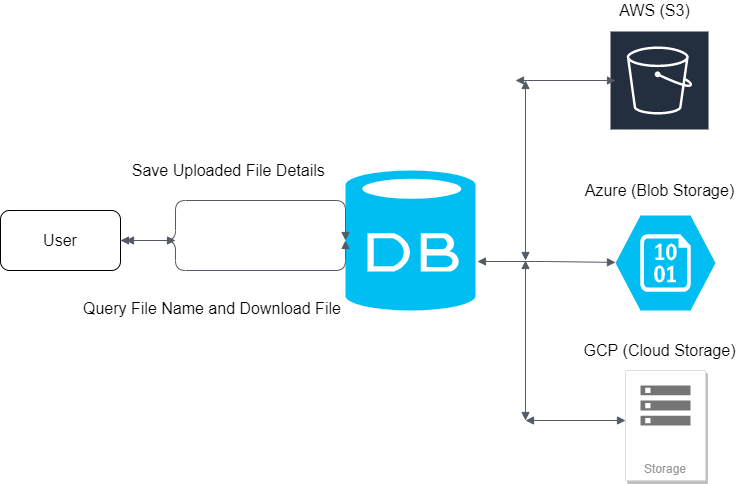 AWS (S3)
Save Uploaded File Details
Azure (Blob Storage)
User
DB
10
01
Query File Name and Download File
GCP (Cloud Storage)
Storage